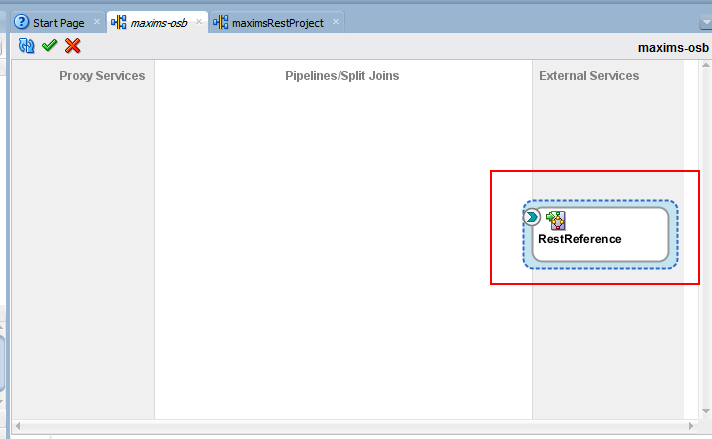 Start Page
maxims-osb
maximsRestProject
maxims-osb
Proxy Services
Pipelines/Split Joins
External Services
RestReference